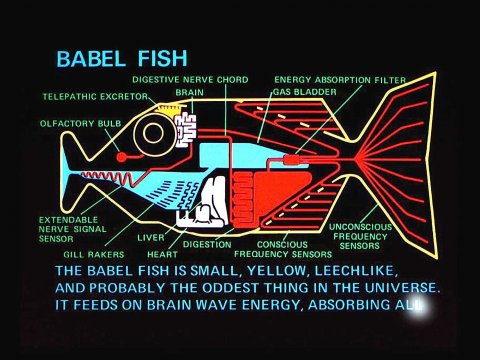 BABEL FISH
DIGESTIVE NERVE CHORD
ENERGY ABSORPTION FILTER
TELEPATHIC EXCRETOR
BRAIN
GAS BLADDER
OLFACTORY BULB
EXTENDABLE
NERVE SIGNAL
SENSOR
GILL RAKERS
LIVER
HEART
DIGESTION
CONSCIOUS
FREQUENCY SENSORS
UNCONSCIOUS
FREQUENCY
SENSORS
THE BABEL FISH IS SMALL, YELLOW, LEECHLIKE,
AND PROBABLY THE ODDEST THING IN THE UNIVERSE.
IT FEEDS ON BRAIN WAVE ENERGY, ABSORBING ALL